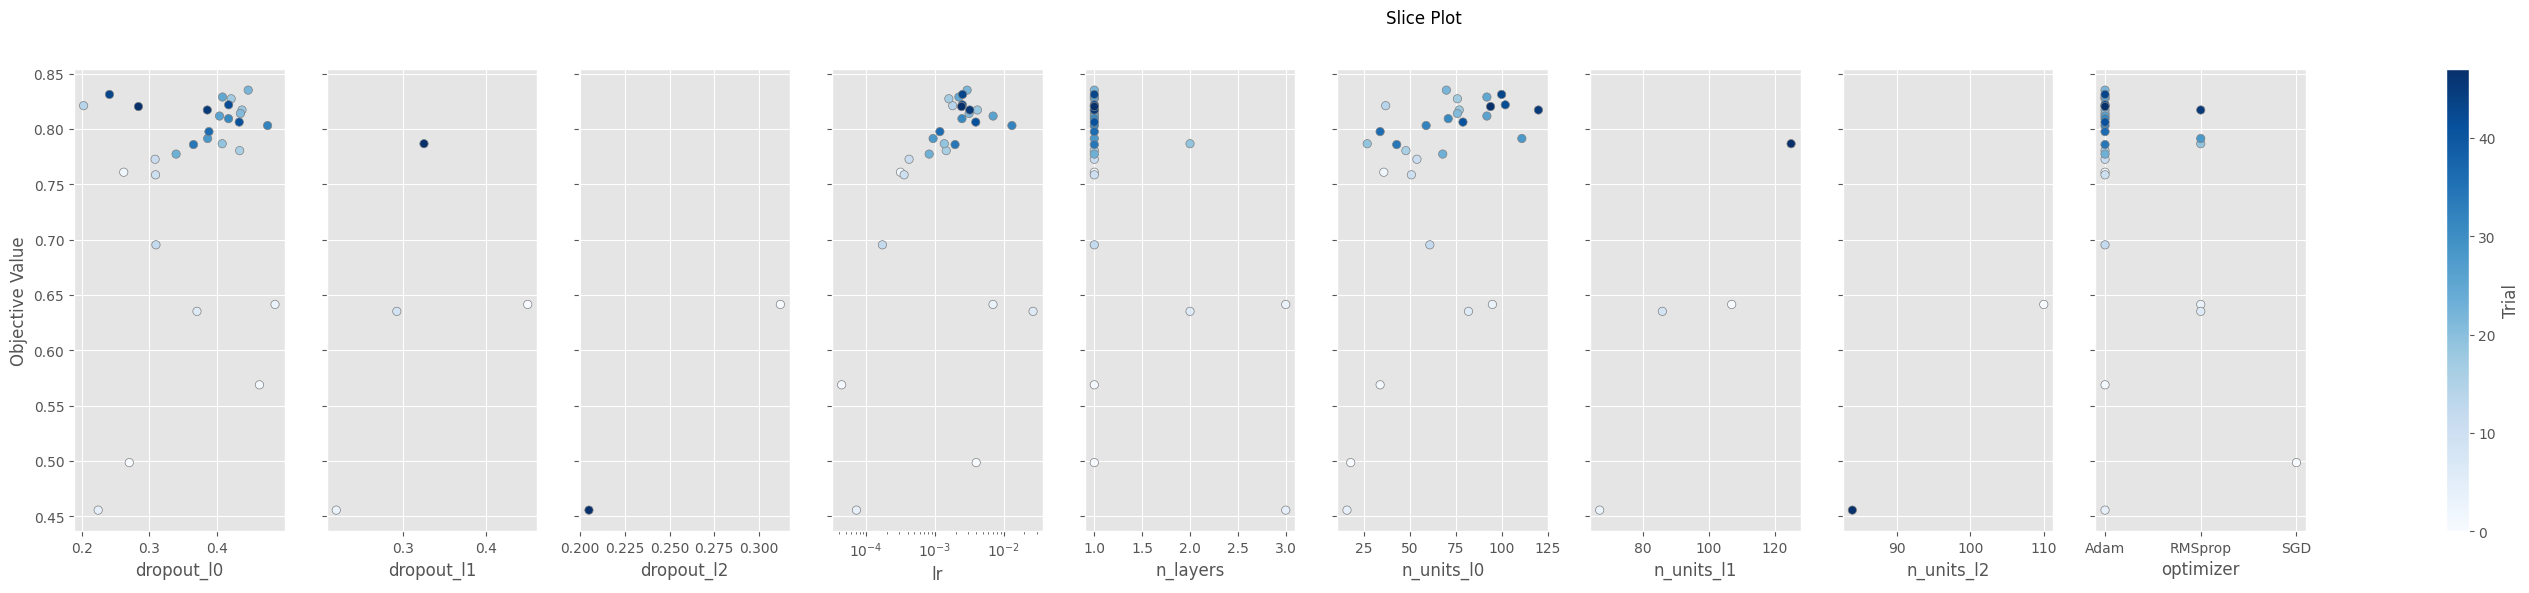 Slice Plot
Objective Value
0.85
0.80
0.75
0.70
0.65
0.60
0.55
0.50
0.45
0.2 0.3 0.4
dropout_l0
0.3 0.4
dropout_l1
0.200 0.225 0.250 0.275 0.300
dropout_l2
10⁻⁴ 10⁻³ 10⁻²
lr
1.0 1.5 2.0 2.5 3.0
n_layers
25 50 75 100 125
n_units_l0
80 100 120
n_units_l1
90 100 110
n_units_l2
Adam RMSprop SGD
optimizer
40
30
20
10
0
Trial